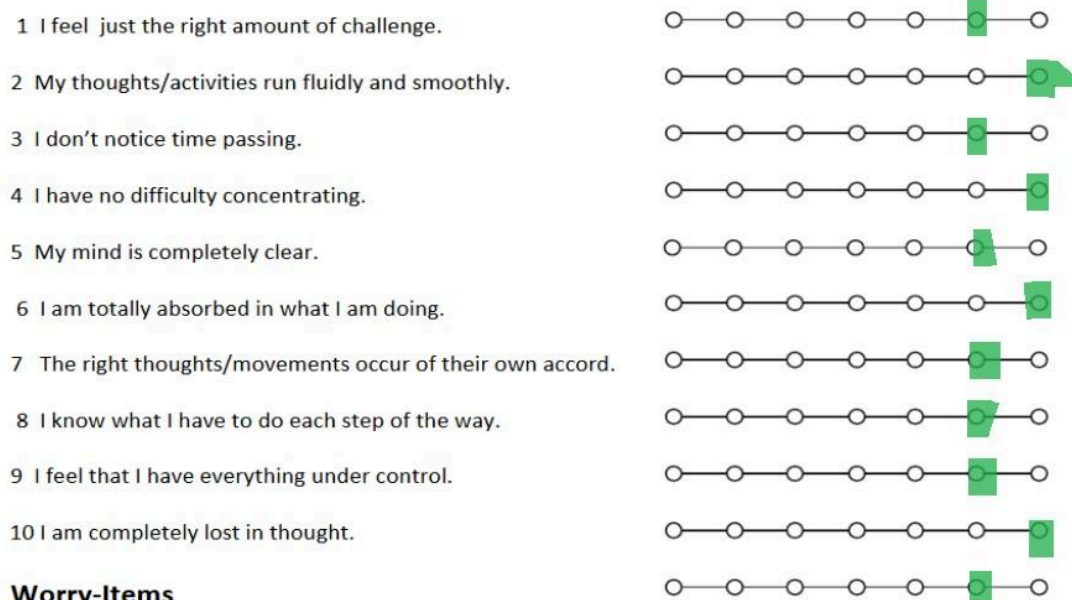 1 I feel just the right amount of challenge.
2 My thoughts/activities run fluidly and smoothly.
3 I don't notice time passing.
4 I have no difficulty concentrating.
5 My mind is completely clear.
6 I am totally absorbed in what I am doing.
7 The right thoughts/movements occur of their own accord.
8 I know what I have to do each step of the way.
9 I feel that I have everything under control.
10 I am completely lost in thought.
Worry-Items